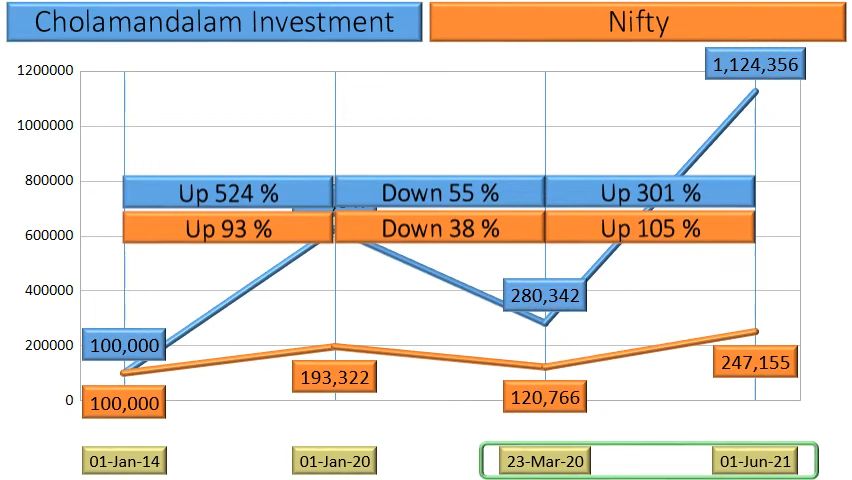 Cholamandalam Investment
Nifty
1200000
1,124,356
1000000
800000
Up 524 %
Down 55 %
Up 301 %
Up 93 %
Down 38 %
Up 105 %
600000
400000
280,342
200000
100,000
193,322
247,155
0
100,000
120,766
01-Jan-14
01-Jan-20
23-Mar-20
01-Jun-21